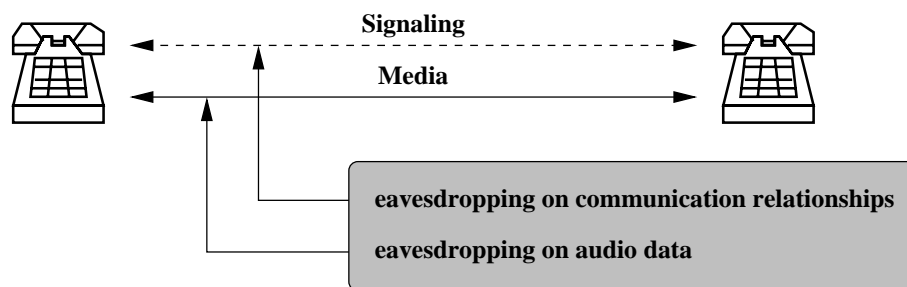 Signaling
Media
eavesdropping on communication relationships
eavesdropping on audio data